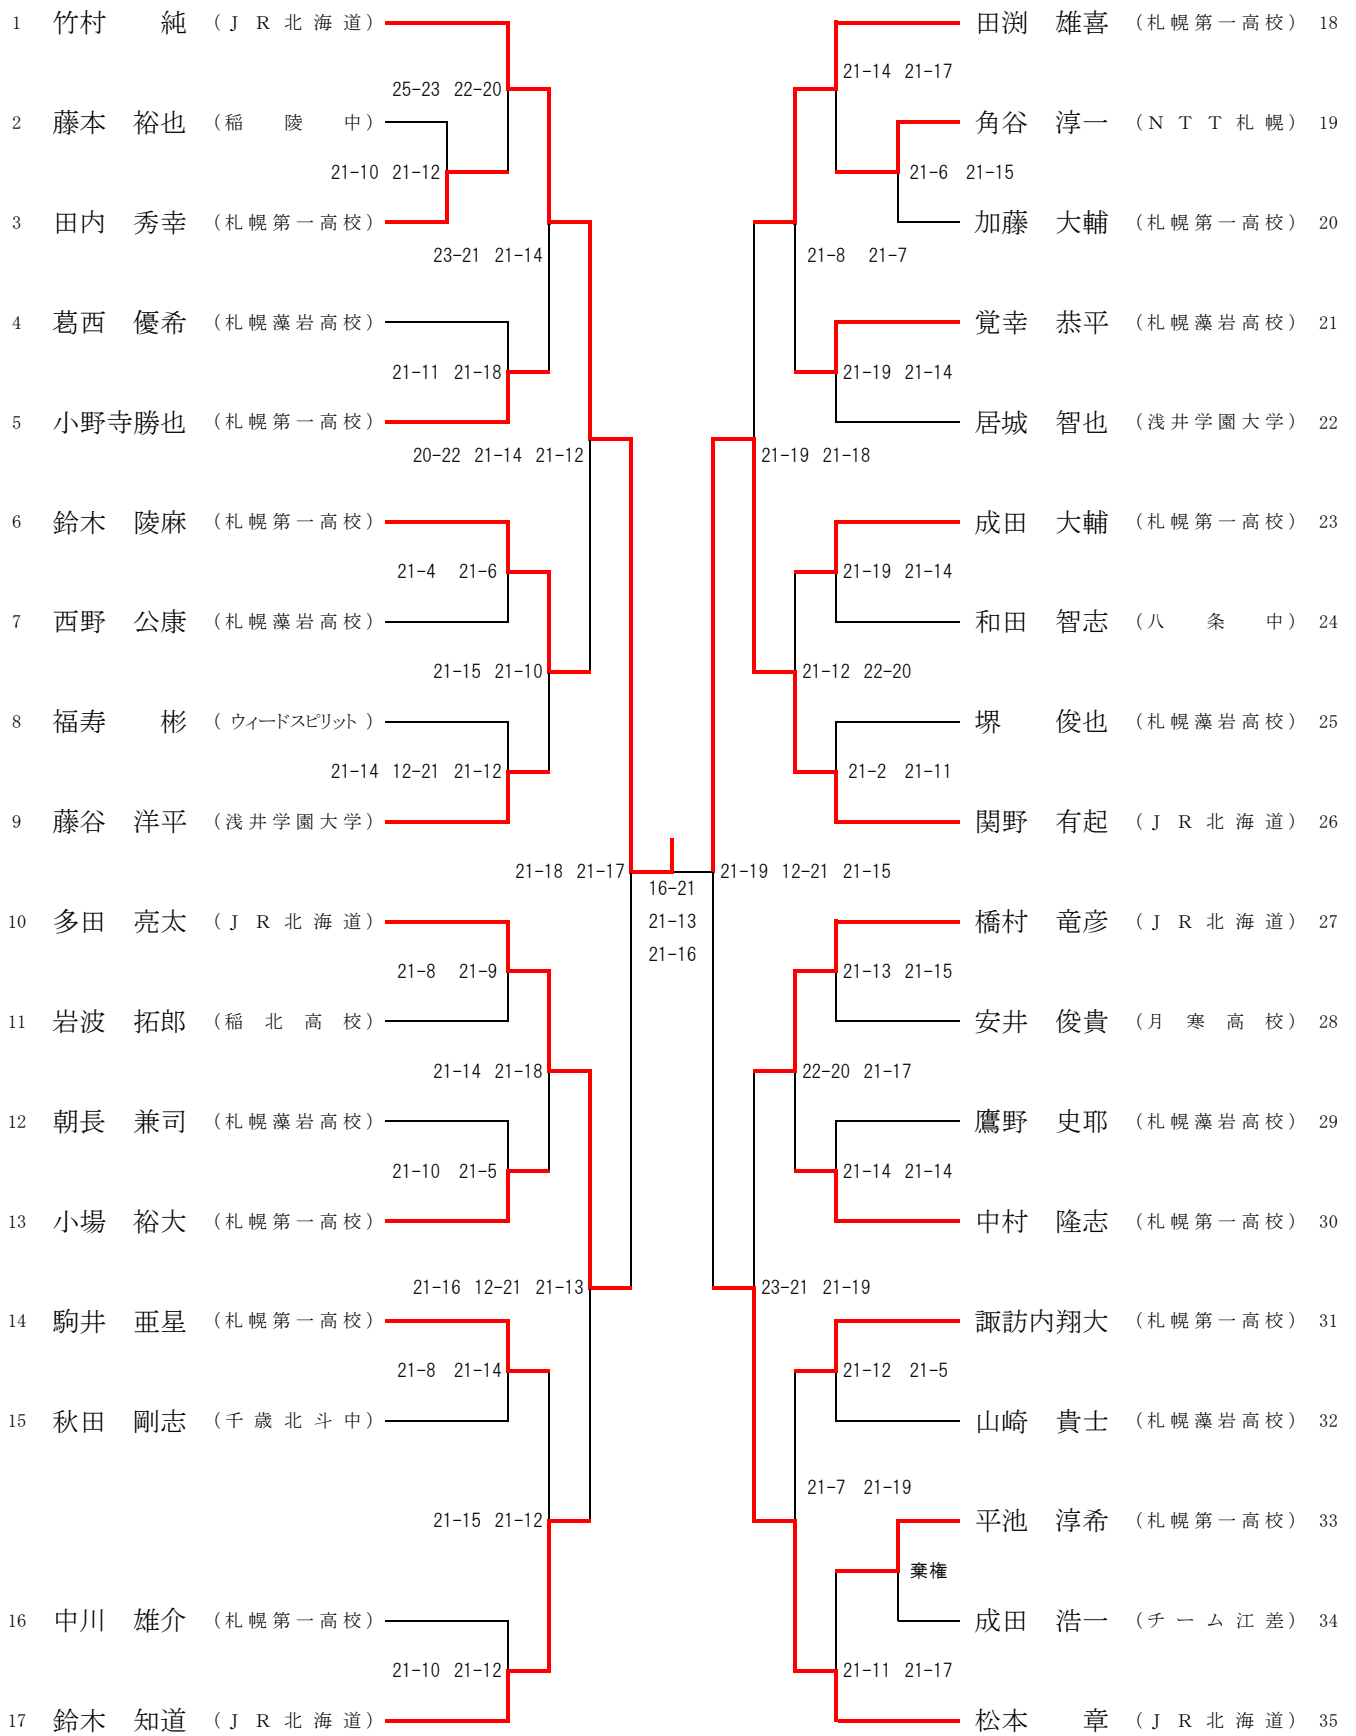 1 竹村 純 （ＪＲ北海道）
25-23 22-20
2 藤本 裕也 （稲陵中）
21-10 21-12
3 田内 秀幸 （札幌第一高校）
23-21 21-14
4 葛西 優希 （札幌藻岩高校）
21-11 21-18
5 小野寺勝也 （札幌第一高校）
20-22 21-14 21-12
6 鈴木 陵麻 （札幌第一高校）
21-4 21-6
7 西野 公康 （札幌藻岩高校）
21-15 21-10
8 福寿 彬 （ウィードスピリット）
21-14 12-21 21-12
9 藤谷 洋平 （浅井学園大学）
21-18 21-17
10 多田 亮太 （ＪＲ北海道）
21-8 21-9
11 岩波 拓郎 （稲北高校）
21-14 21-18
12 朝長 兼司 （札幌藻岩高校）
21-10 21-5
13 小場 裕大 （札幌第一高校）
21-16 12-21 21-13
14 駒井 亜星 （札幌第一高校）
21-8 21-14
15 秋田 剛志 （千歳北斗中）
21-15 21-12
16 中川 雄介 （札幌第一高校）
21-10 21-12
17 鈴木 知道 （ＪＲ北海道）
16-21
21-13
21-16
田渕 雄喜 （札幌第一高校） 18
21-14 21-17
角谷 淳一 （ＮＴＴ札幌） 19
21-6 21-15
加藤 大輔 （札幌第一高校） 20
21-8 21-7
覚幸 恭平 （札幌藻岩高校） 21
21-19 21-14
居城 智也 （浅井学園大学） 22
21-19 21-18
成田 大輔 （札幌第一高校） 23
21-19 21-14
和田 智志 （八条中） 24
21-12 22-20
堺 俊也 （札幌藻岩高校） 25
21-2 21-11
関野 有起 （ＪＲ北海道） 26
21-19 12-21 21-15
橋村 竜彦 （ＪＲ北海道） 27
21-13 21-15
安井 俊貴 （月寒高校） 28
22-20 21-17
鷹野 史耶 （札幌藻岩高校） 29
21-14 21-14
中村 隆志 （札幌第一高校） 30
23-21 21-19
諏訪内翔大 （札幌第一高校） 31
21-12 21-5
山崎 貴士 （札幌藻岩高校） 32
21-7 21-19
平池 淳希 （札幌第一高校） 33
棄権
成田 浩一 （チーム江差） 34
21-11 21-17
松本 章 （ＪＲ北海道） 35